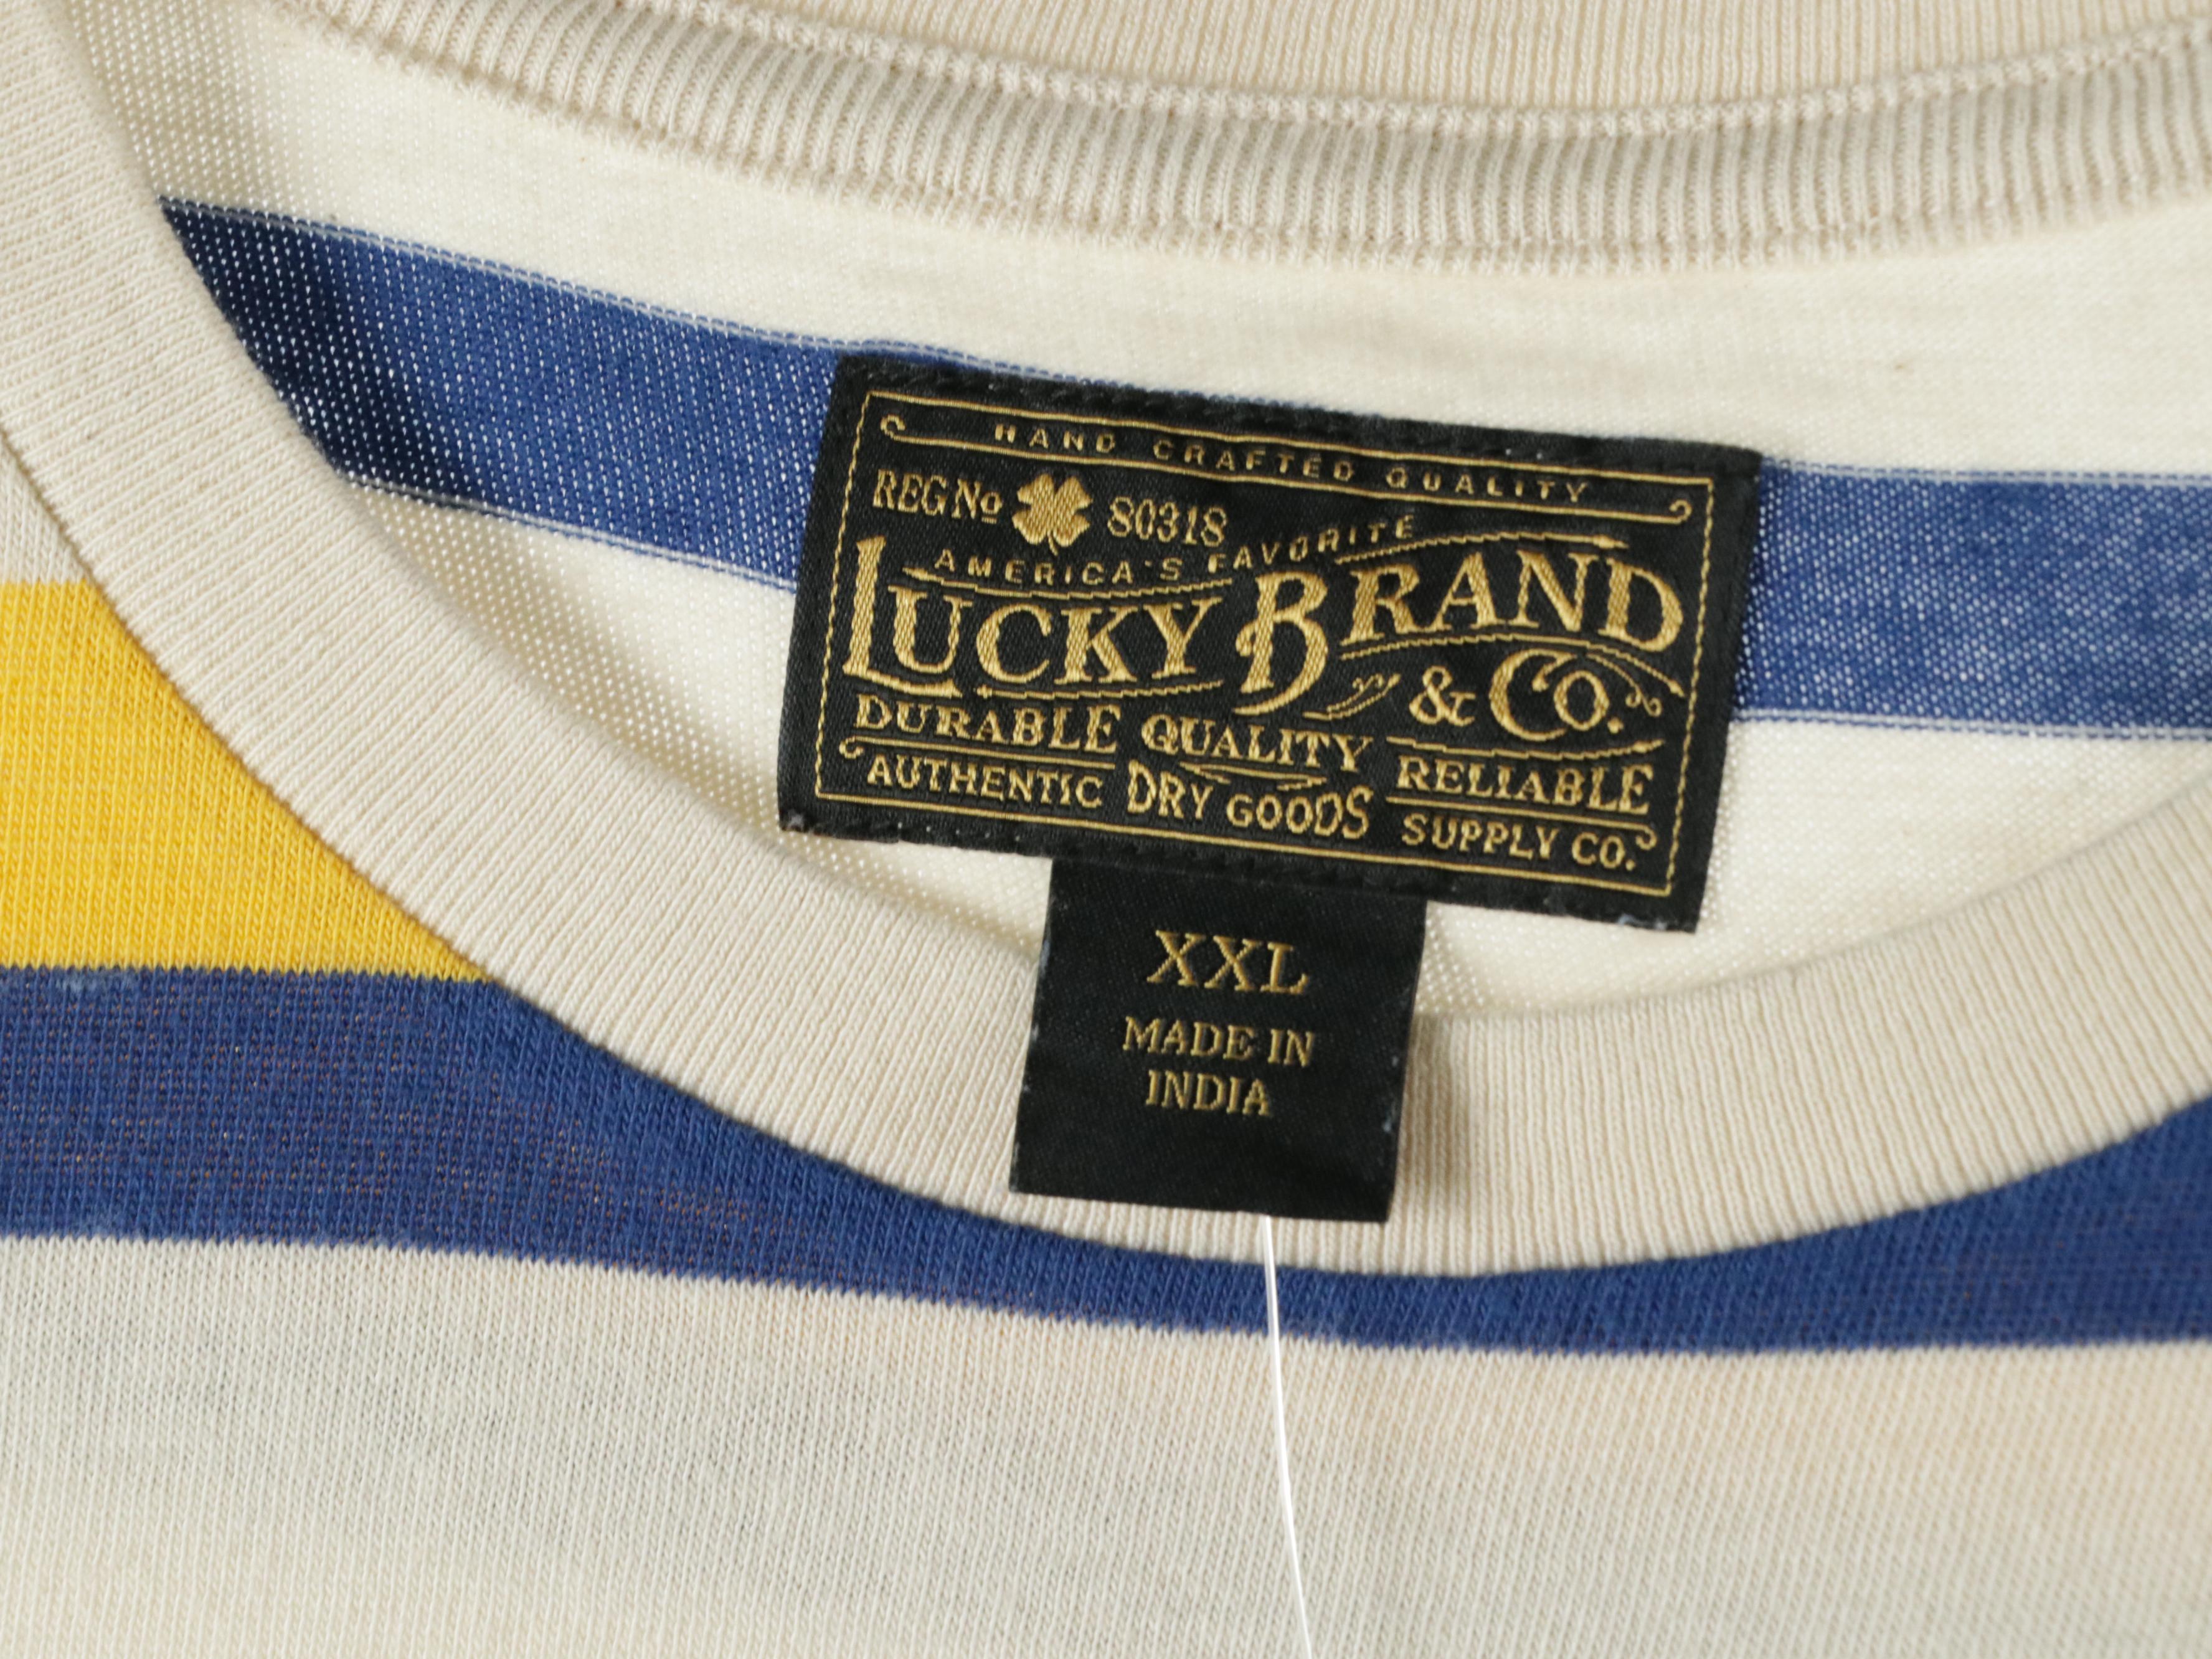 HAND CRAFTED QUALITY
REG No 80318
AMERICA'S FAVORITE
LUCKY BRAND
& CO.
DURABLE QUALITY RELIABLE
AUTHENTIC DRY GOODS SUPPLY CO.
XXL
MADE IN
INDIA